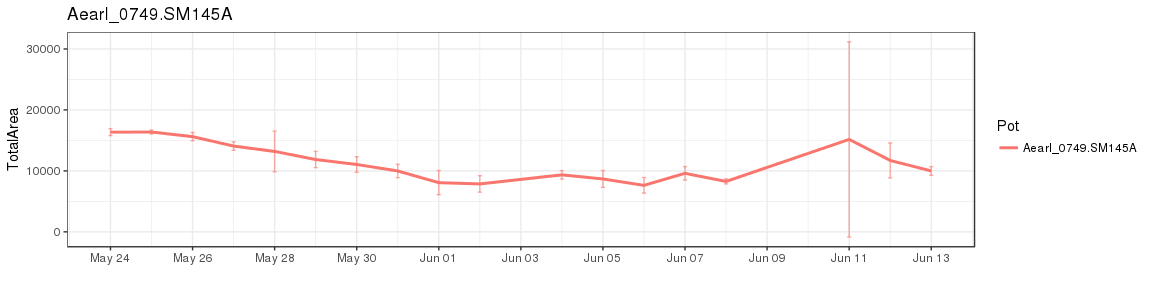 Aearl_0749.SM145A
TotalArea
30000
20000
10000
0
May 24 May 26 May 28 May 30 Jun 01 Jun 03 Jun 05 Jun 07 Jun 09 Jun 11 Jun 13
Pot
Aearl_0749.SM145A